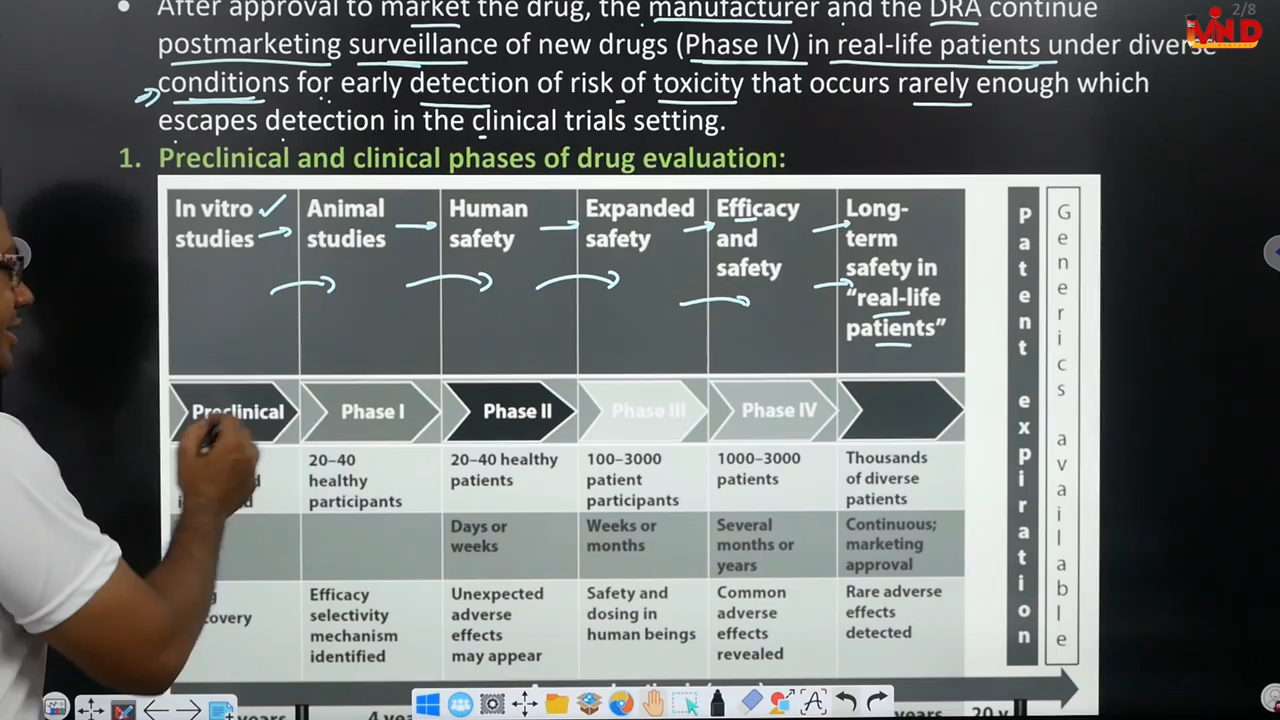 2/8
MVND
• After approval to market the drug, the manufacturer and the DRA continue
postmarketing surveillance of new drugs (Phase IV) in real-life patients under diverse
conditions for early detection of risk of toxicity that occurs rarely enough which
escapes detection in the clinical trials setting.
1. Preclinical and clinical phases of drug evaluation:
In vitro
studies
Animal
studies
Human
safety
Expanded
safety
Efficacy
and
safety
Long-
term
safety in
“real-life
patients”
Preclinical
Phase I
Phase II
Phase III
Phase IV
20–40
healthy
participants
20–40 healthy
patients
100–3000
patient
participants
1000–3000
patients
Thousands
of diverse
patients
Days or
weeks
Weeks or
months
Several
months or
years
Continuous;
marketing
approval
Efficacy
selectivity
mechanism
identified
Unexpected
adverse
effects
may appear
Safety and
dosing in
human beings
Common
adverse
effects
revealed
Rare adverse
effects
detected
Patent expiration
Generics available
years
years
20 y